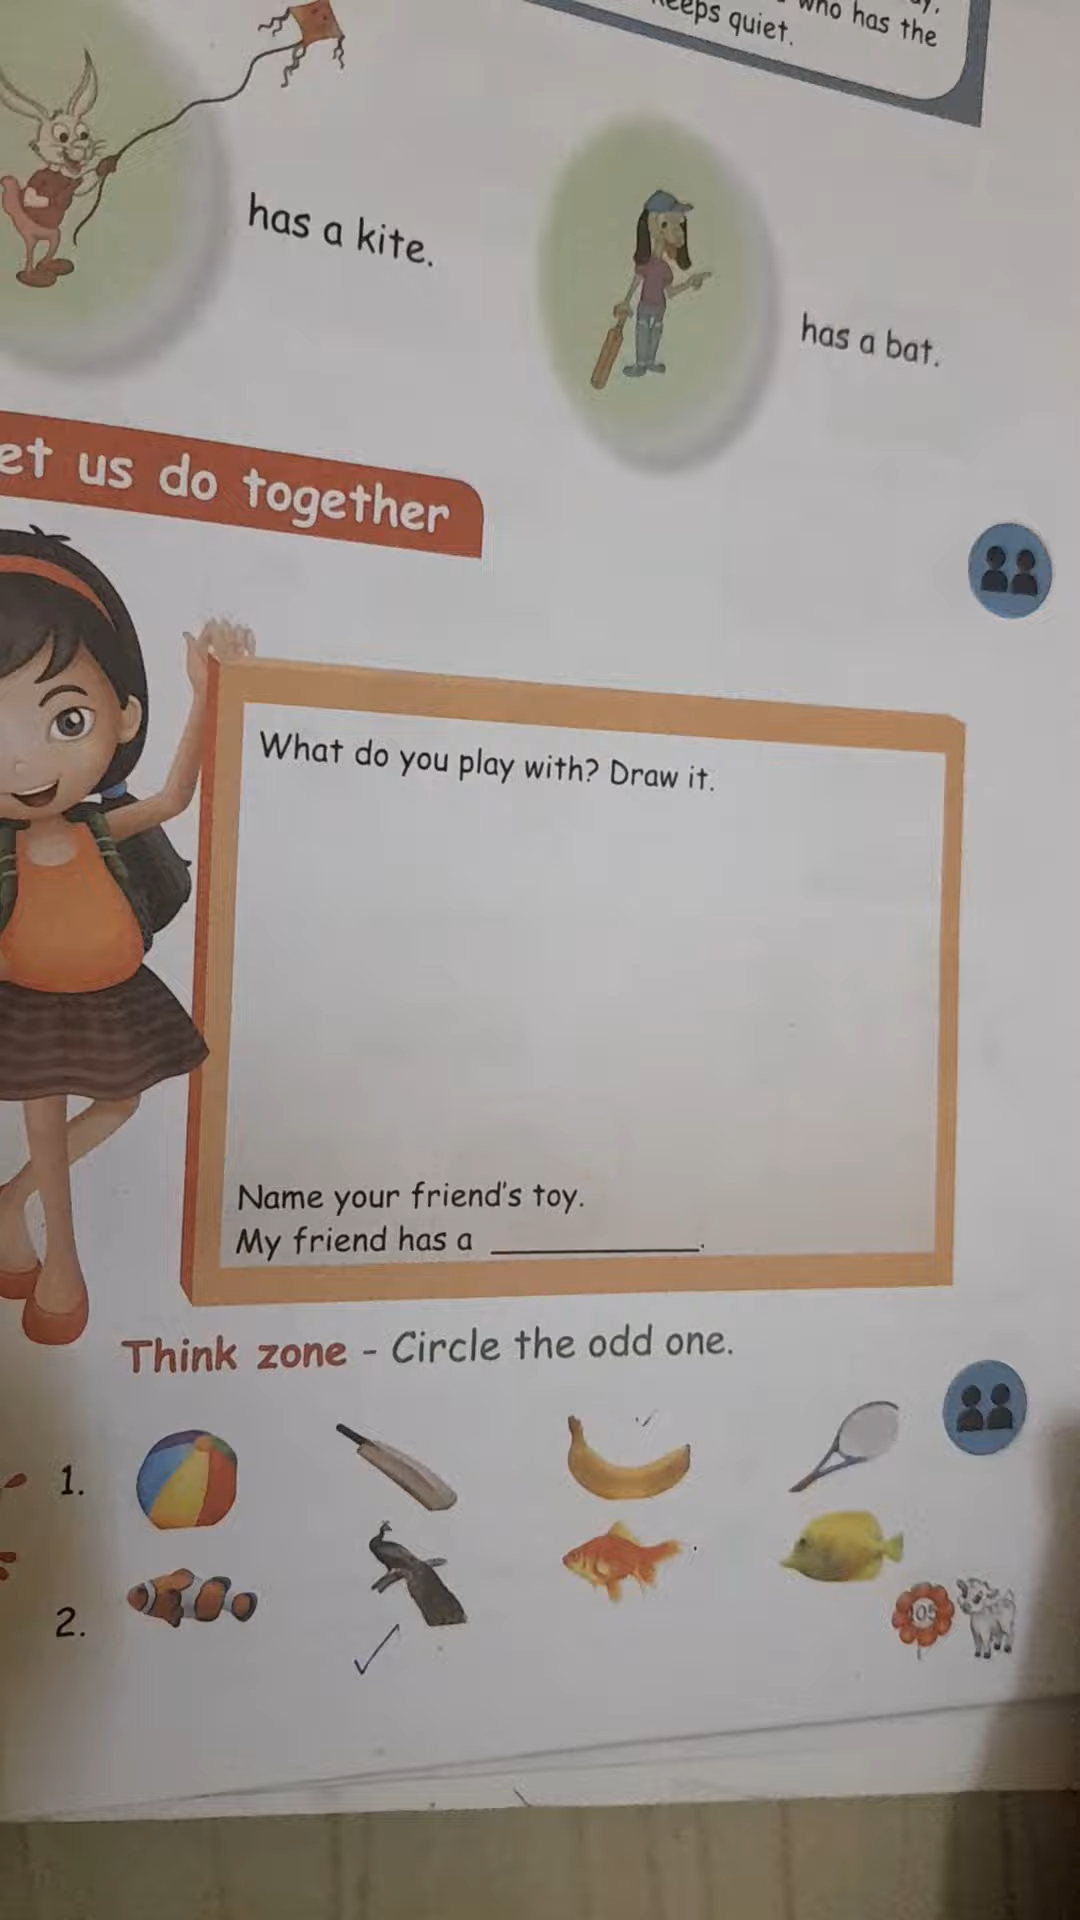 who has the
keeps quiet.
has a kite.
has a bat.
et us do together
What do you play with? Draw it.
Name your friend's toy.
My friend has a ____________.
Think zone - Circle the odd one.
1.
2.
105